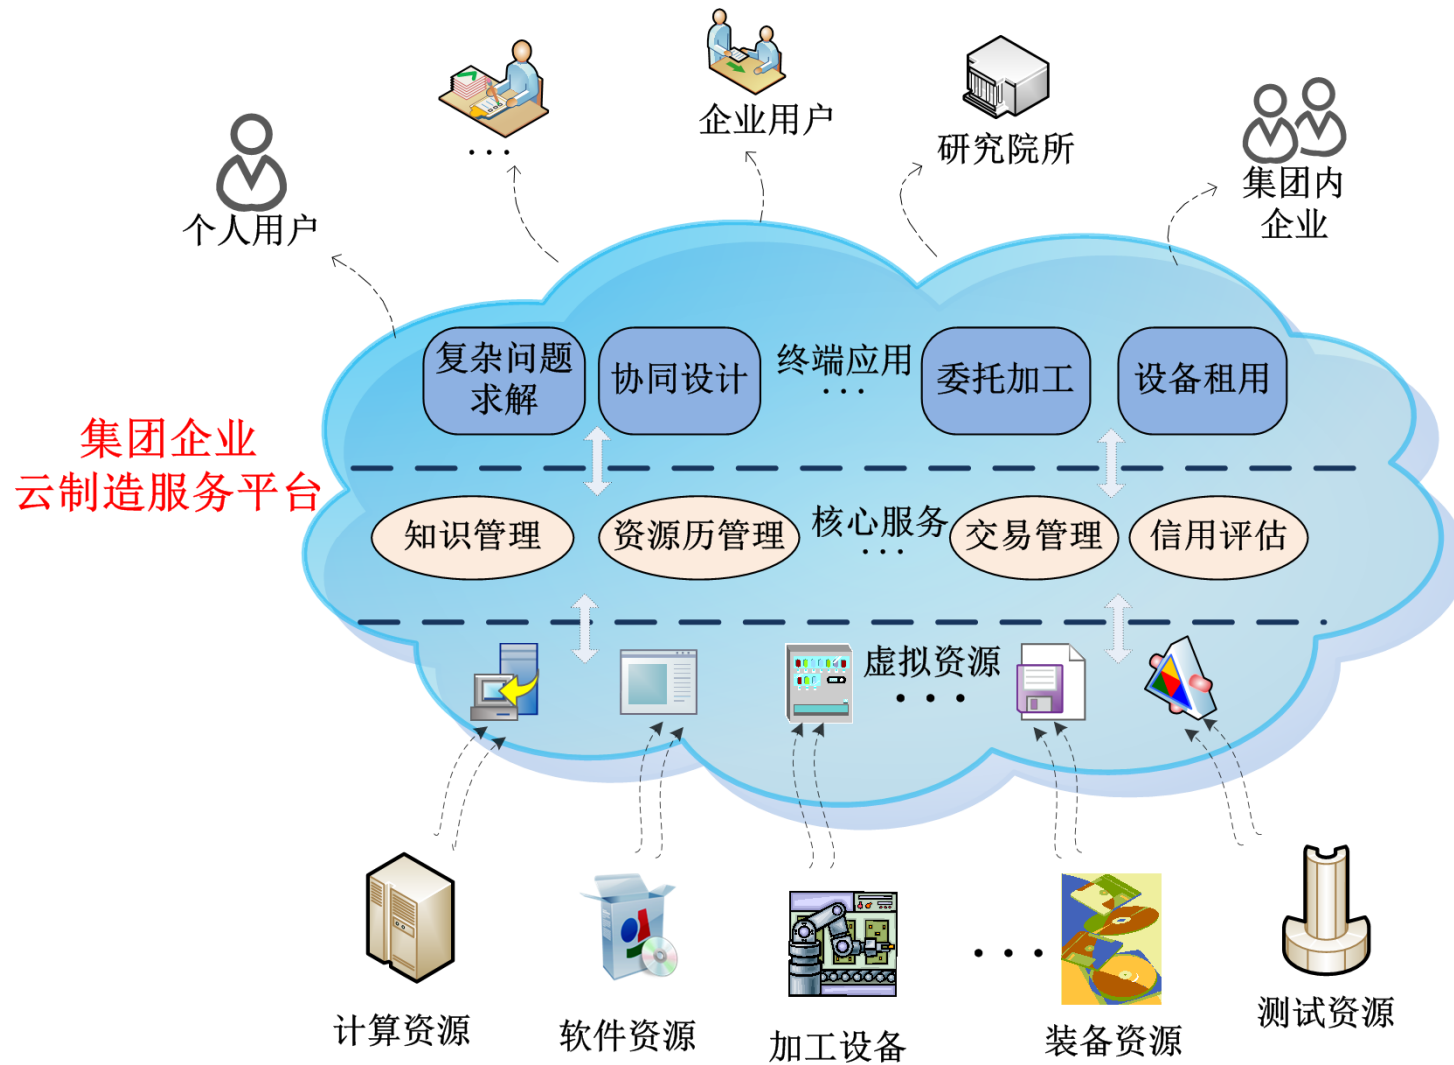 企业用户
研究院所
集团内
企业
...
个人用户
复杂问题
求解
协同设计
终端应用
...
委托加工
设备租用
集团企业
云制造服务平台
知识管理
资源历管理
核心服务
...
交易管理
信用评估
虚拟资源
...
...
计算资源
软件资源
加工设备
装备资源
测试资源